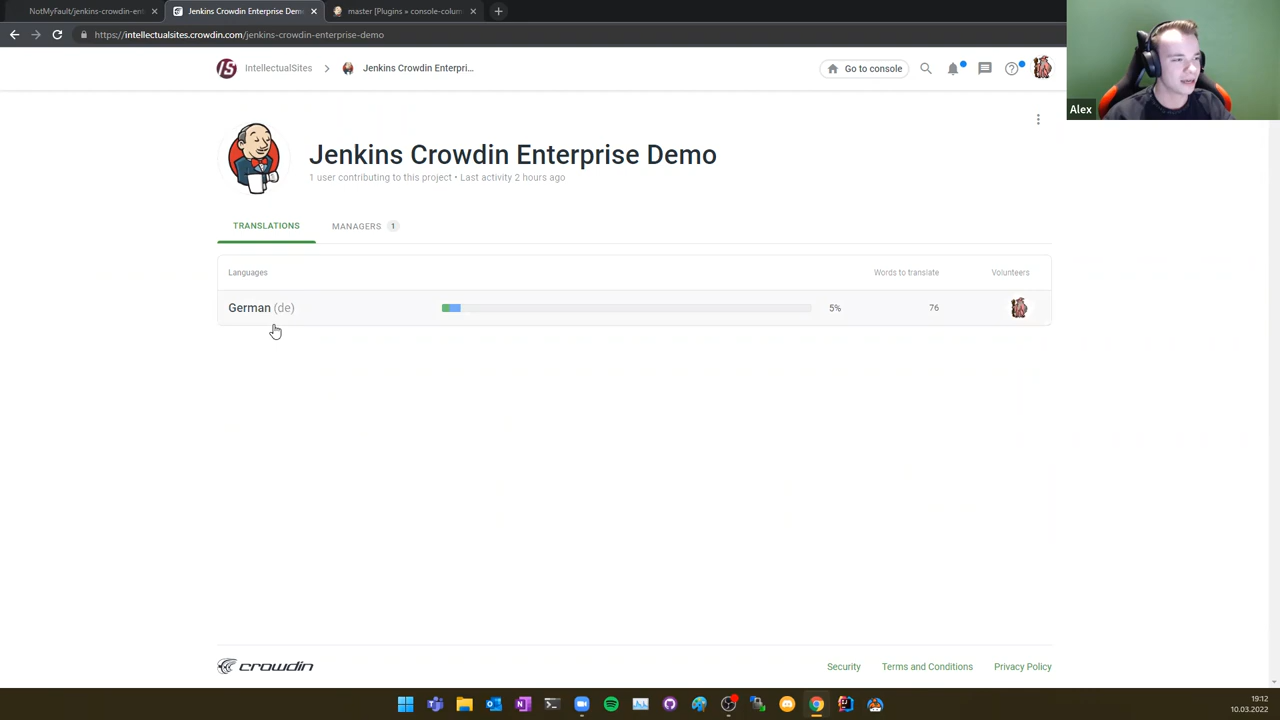 NotMyFault/jenkins-crowdin-ent
Jenkins Crowdin Enterprise Dem
master [Plugins » console-colum
https://intellectualsites.crowdin.com/jenkins-crowdin-enterprise-demo
IntellectualSites
Jenkins Crowdin Enterpri...
Go to console
Alex
Jenkins Crowdin Enterprise Demo
1 user contributing to this project • Last activity 2 hours ago
TRANSLATIONS
MANAGERS 1
Languages
Words to translate
Volunteers
German (de)
5%
76
crowdin
Security
Terms and Conditions
Privacy Policy
19:12
10.03.2022